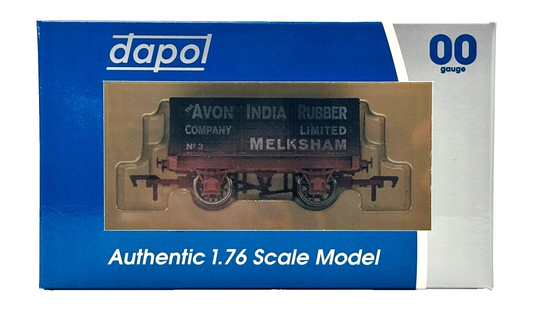 dapol
00
gauge
THE AVON INDIA RUBBER
COMPANY LIMITED
No 3 MELKSHAM
Authentic 1.76 Scale Model